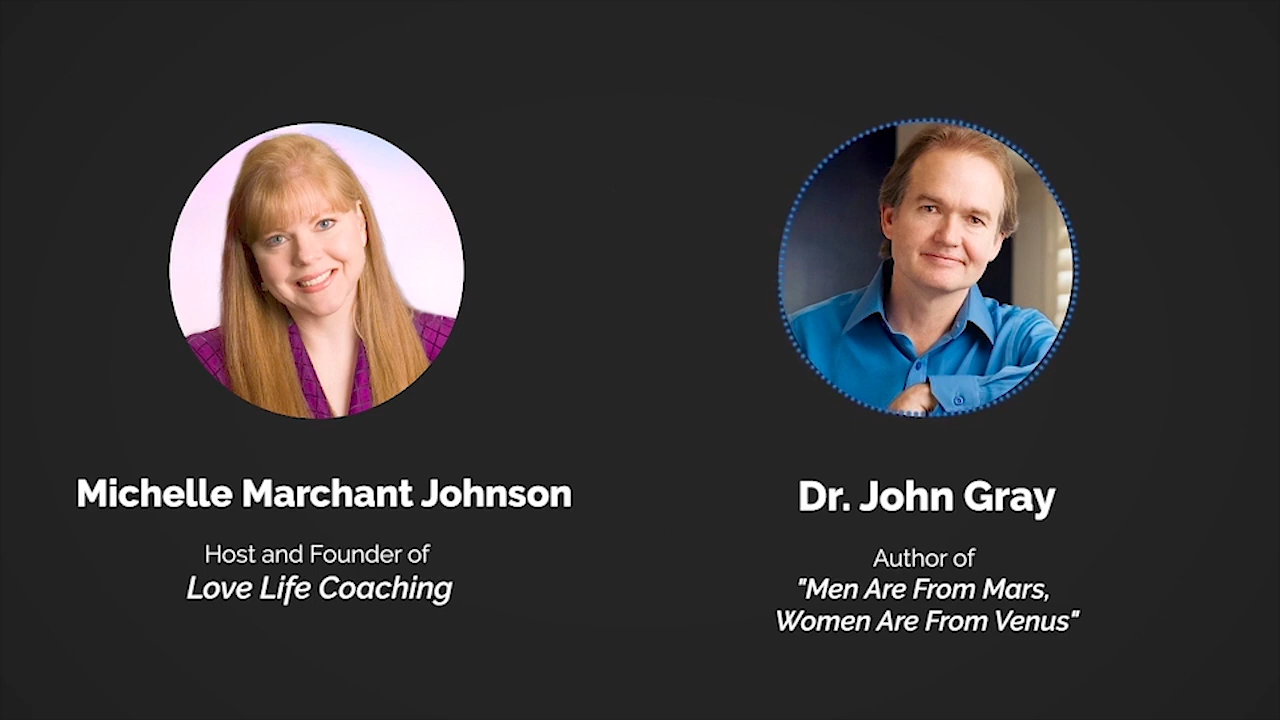 Michelle Marchant Johnson
Host and Founder of
Love Life Coaching
Dr. John Gray
Author of
"Men Are From Mars,
Women Are From Venus"